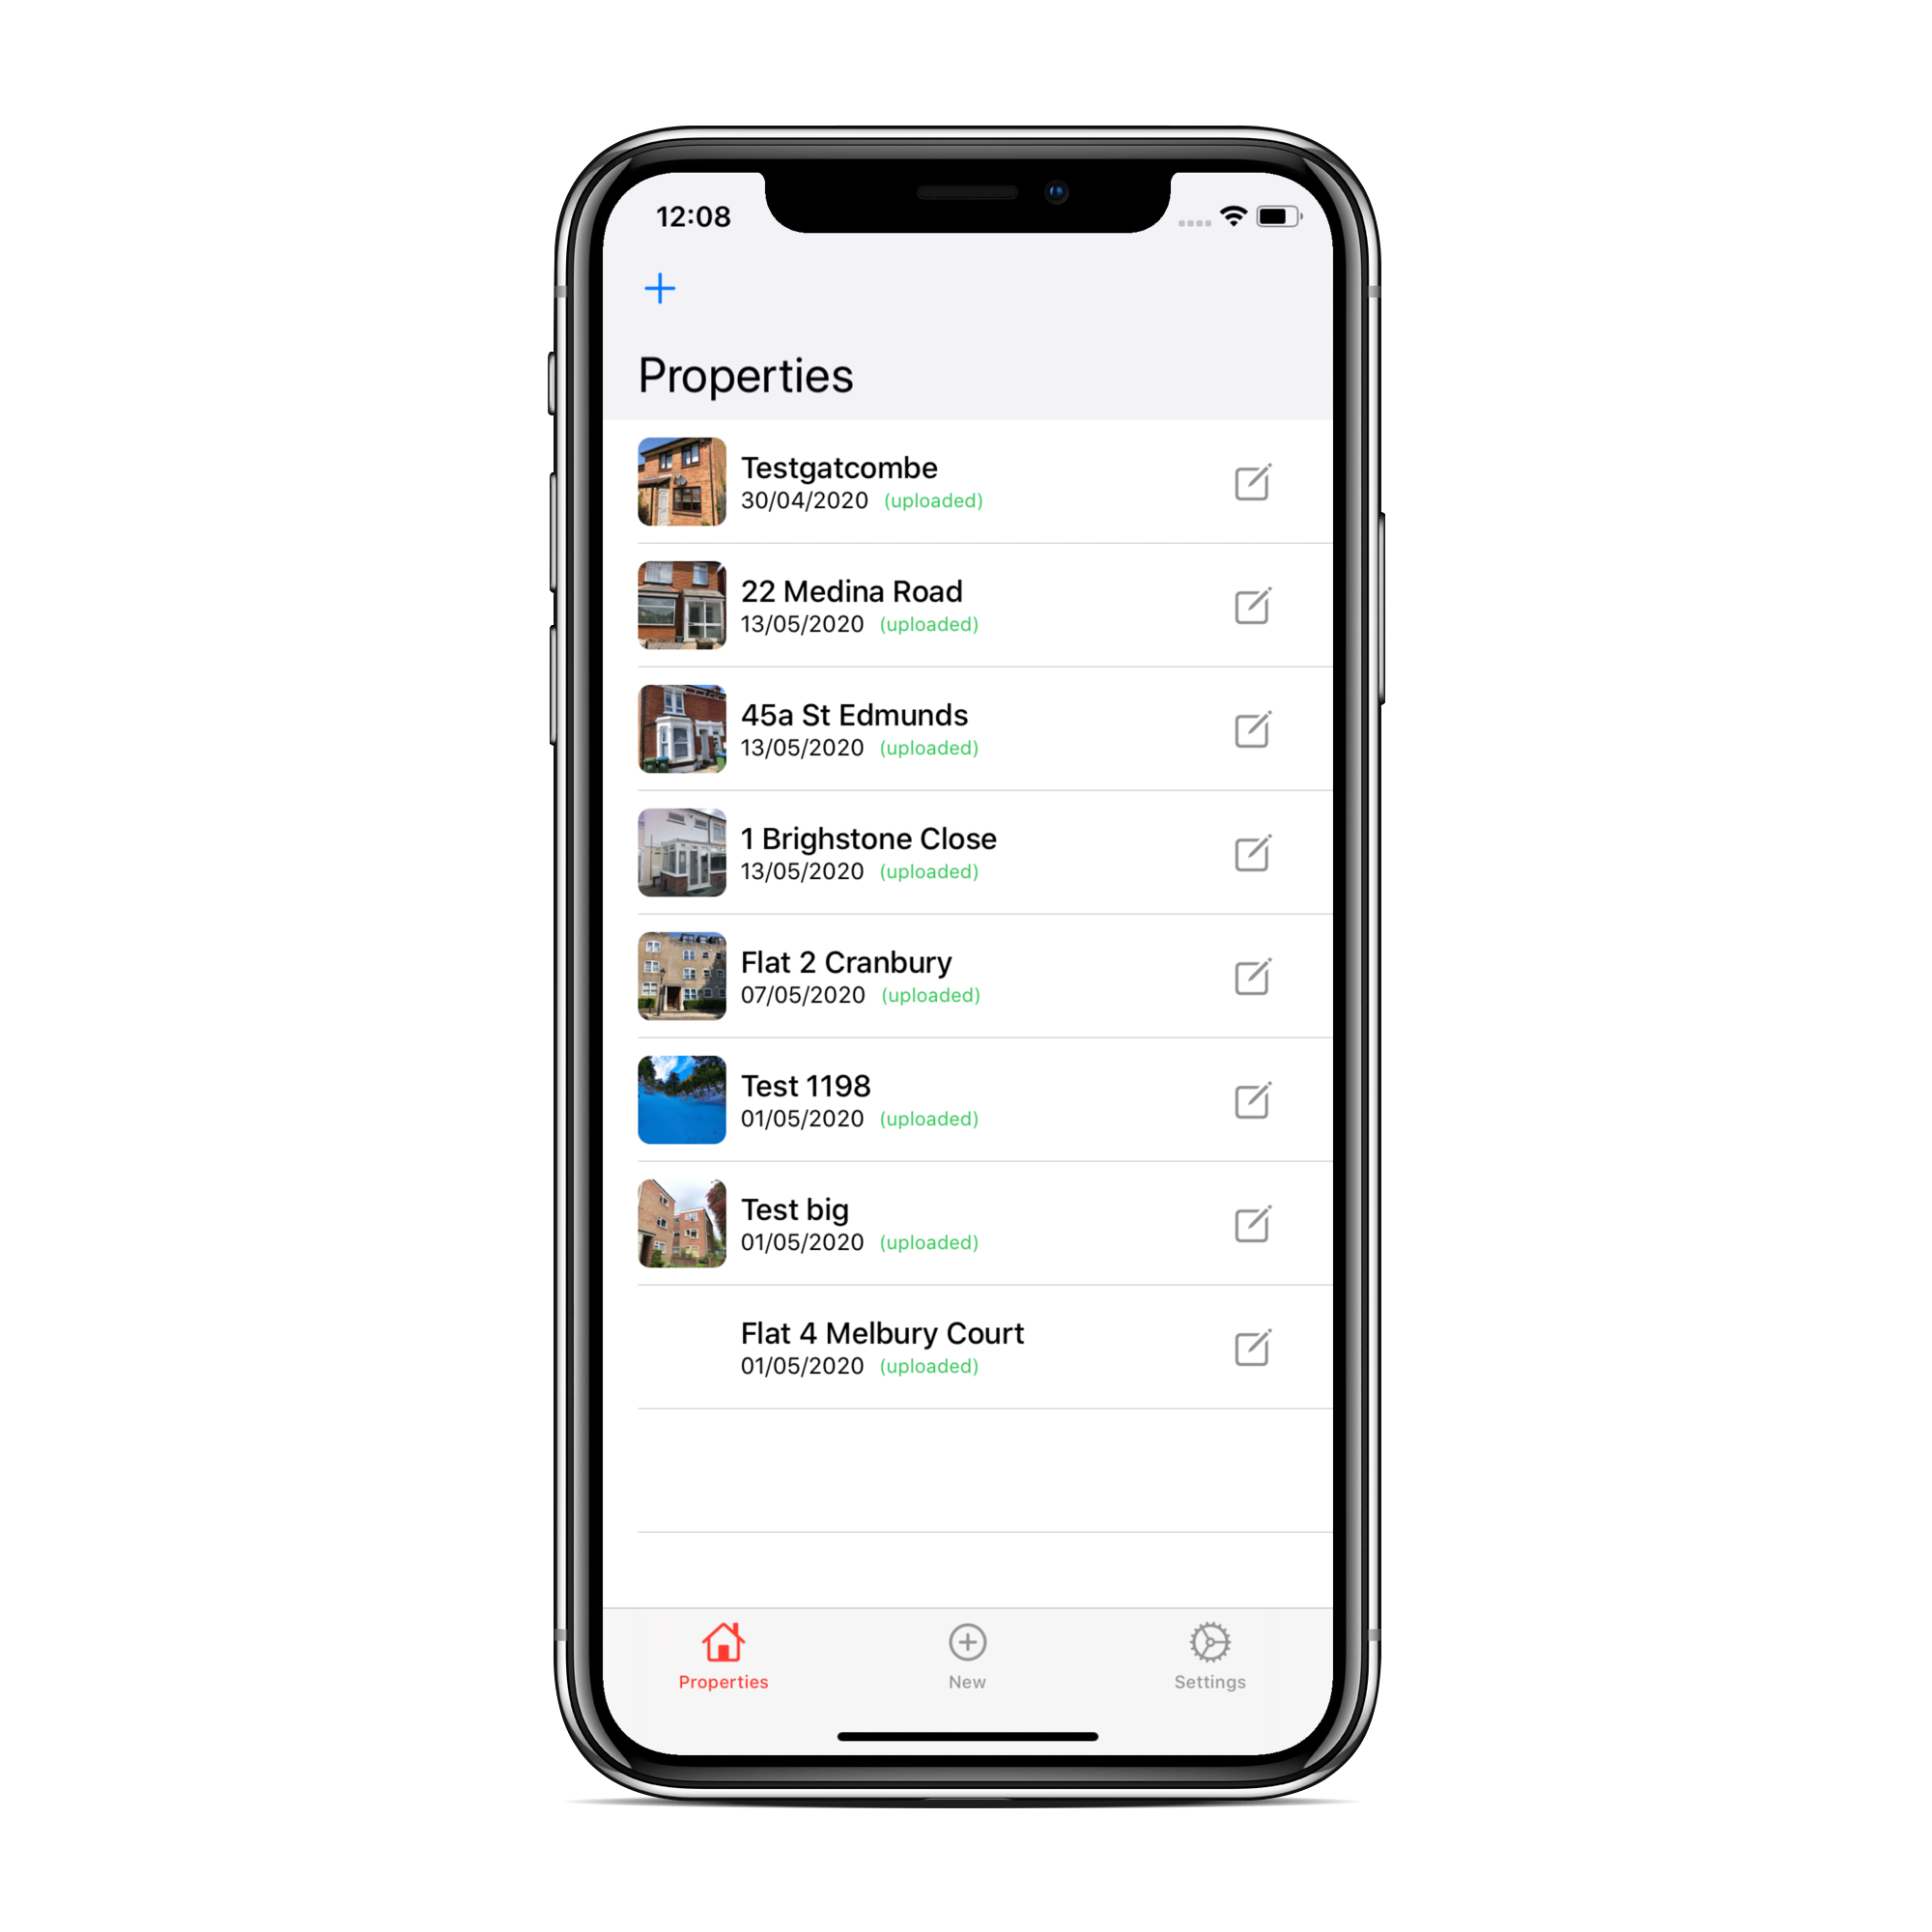 12:08
Properties
Testgatcombe
30/04/2020 (uploaded)
22 Medina Road
13/05/2020 (uploaded)
45a St Edmunds
13/05/2020 (uploaded)
1 Brighstone Close
13/05/2020 (uploaded)
Flat 2 Cranbury
07/05/2020 (uploaded)
Test 1198
01/05/2020 (uploaded)
Test big
01/05/2020 (uploaded)
Flat 4 Melbury Court
01/05/2020 (uploaded)
Properties New Settings